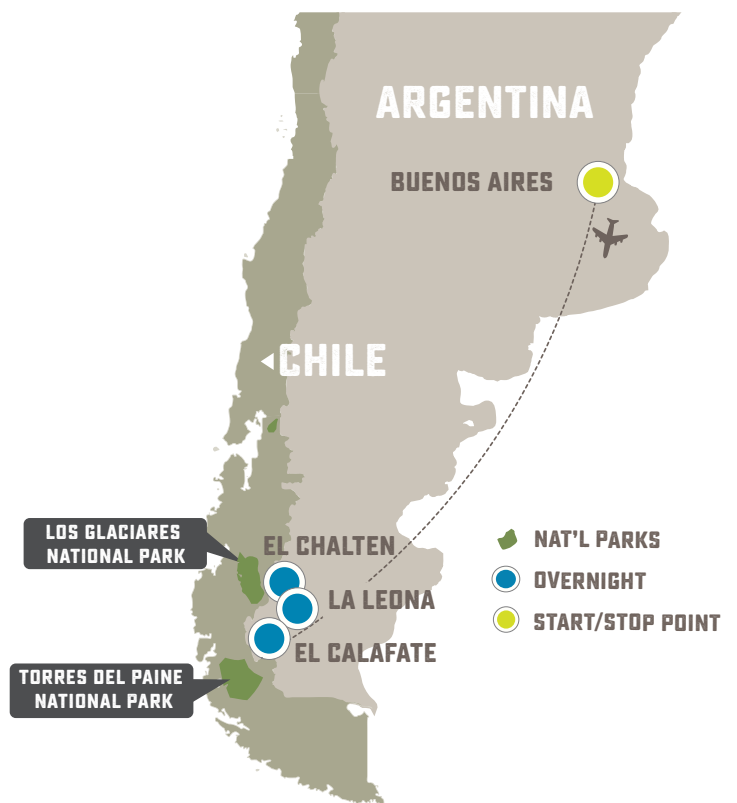 ARGENTINA
BUENOS AIRES
CHILE
LOS GLACIARES
NATIONAL PARK
EL CHALTEN
LA LEONA
EL CALAFATE
TORRES DEL PAINE
NATIONAL PARK
NAT'L PARKS
OVERNIGHT
START/STOP POINT